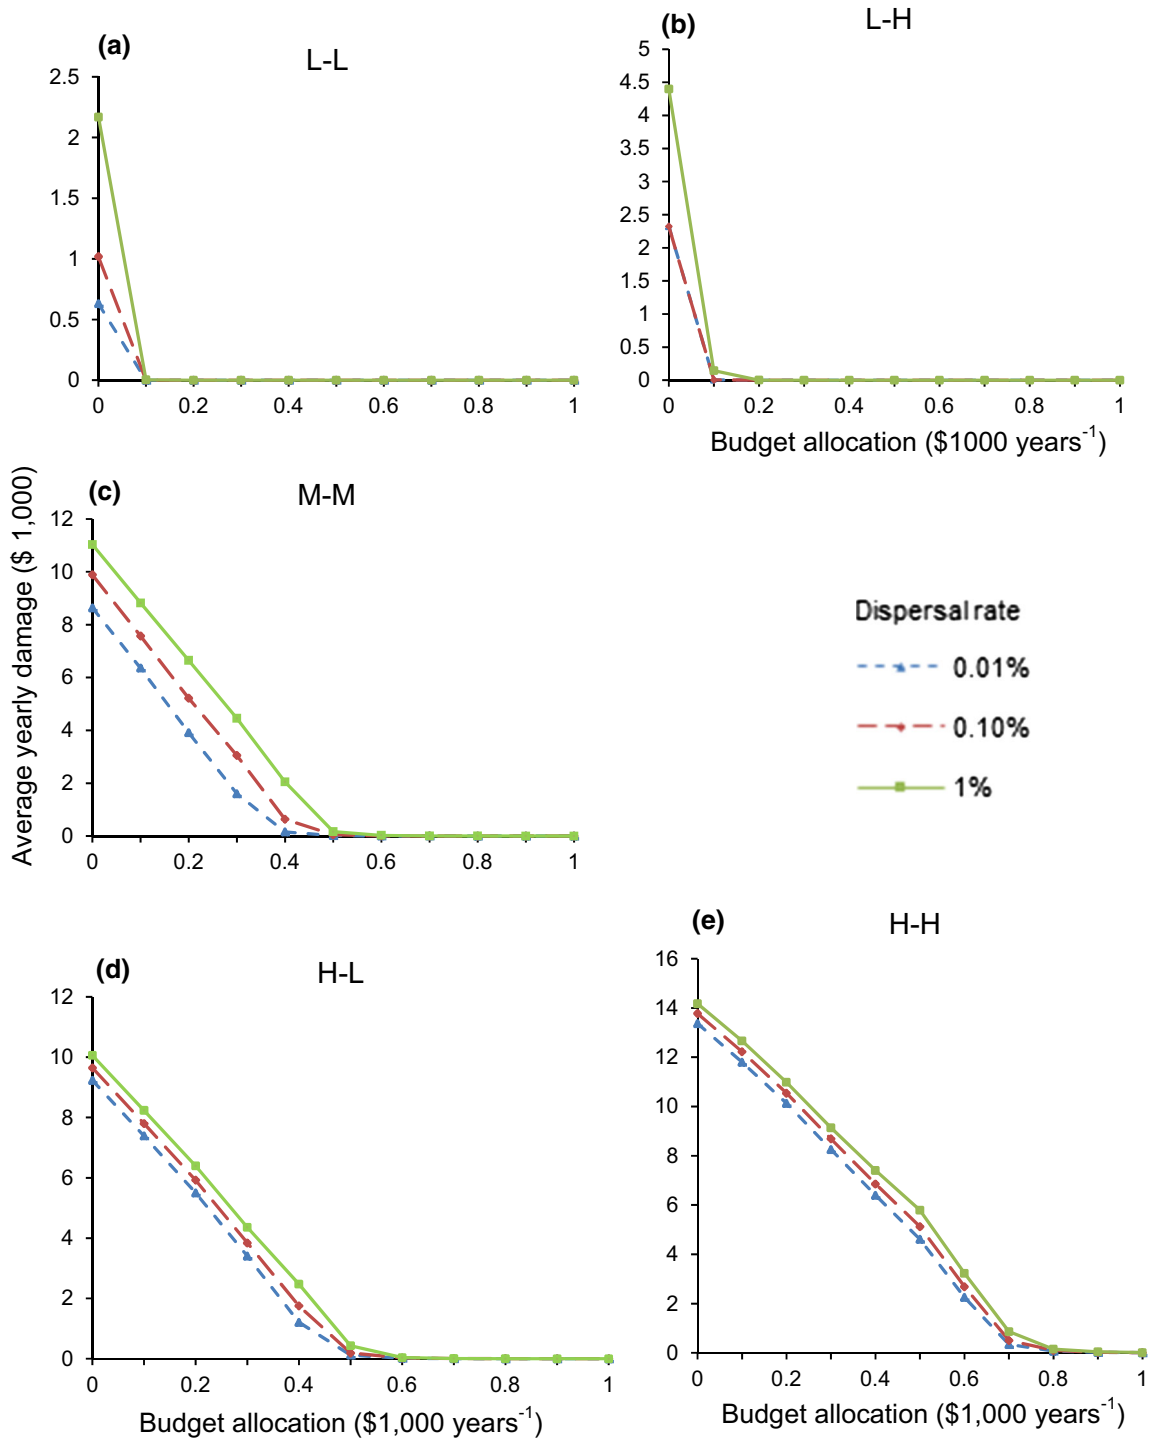 (a)
L-L
2.5
2
1.5
1
0.5
0
0 0.2 0.4 0.6 0.8 1
(b)
L-H
5
4.5
4
3.5
3
2.5
2
1.5
1
0.5
0
0 0.2 0.4 0.6 0.8 1
Budget allocation ($1000 years-1)
Average yearly damage ($ 1,000)
(c)
M-M
12
10
8
6
4
2
0
0 0.2 0.4 0.6 0.8 1
Dispersal rate
0.01%
0.10%
1%
(d)
H-L
12
10
8
6
4
2
0
0 0.2 0.4 0.6 0.8 1
Budget allocation ($1,000 years-1)
(e)
H-H
16
14
12
10
8
6
4
2
0
0 0.2 0.4 0.6 0.8 1
Budget allocation ($1,000 years-1)